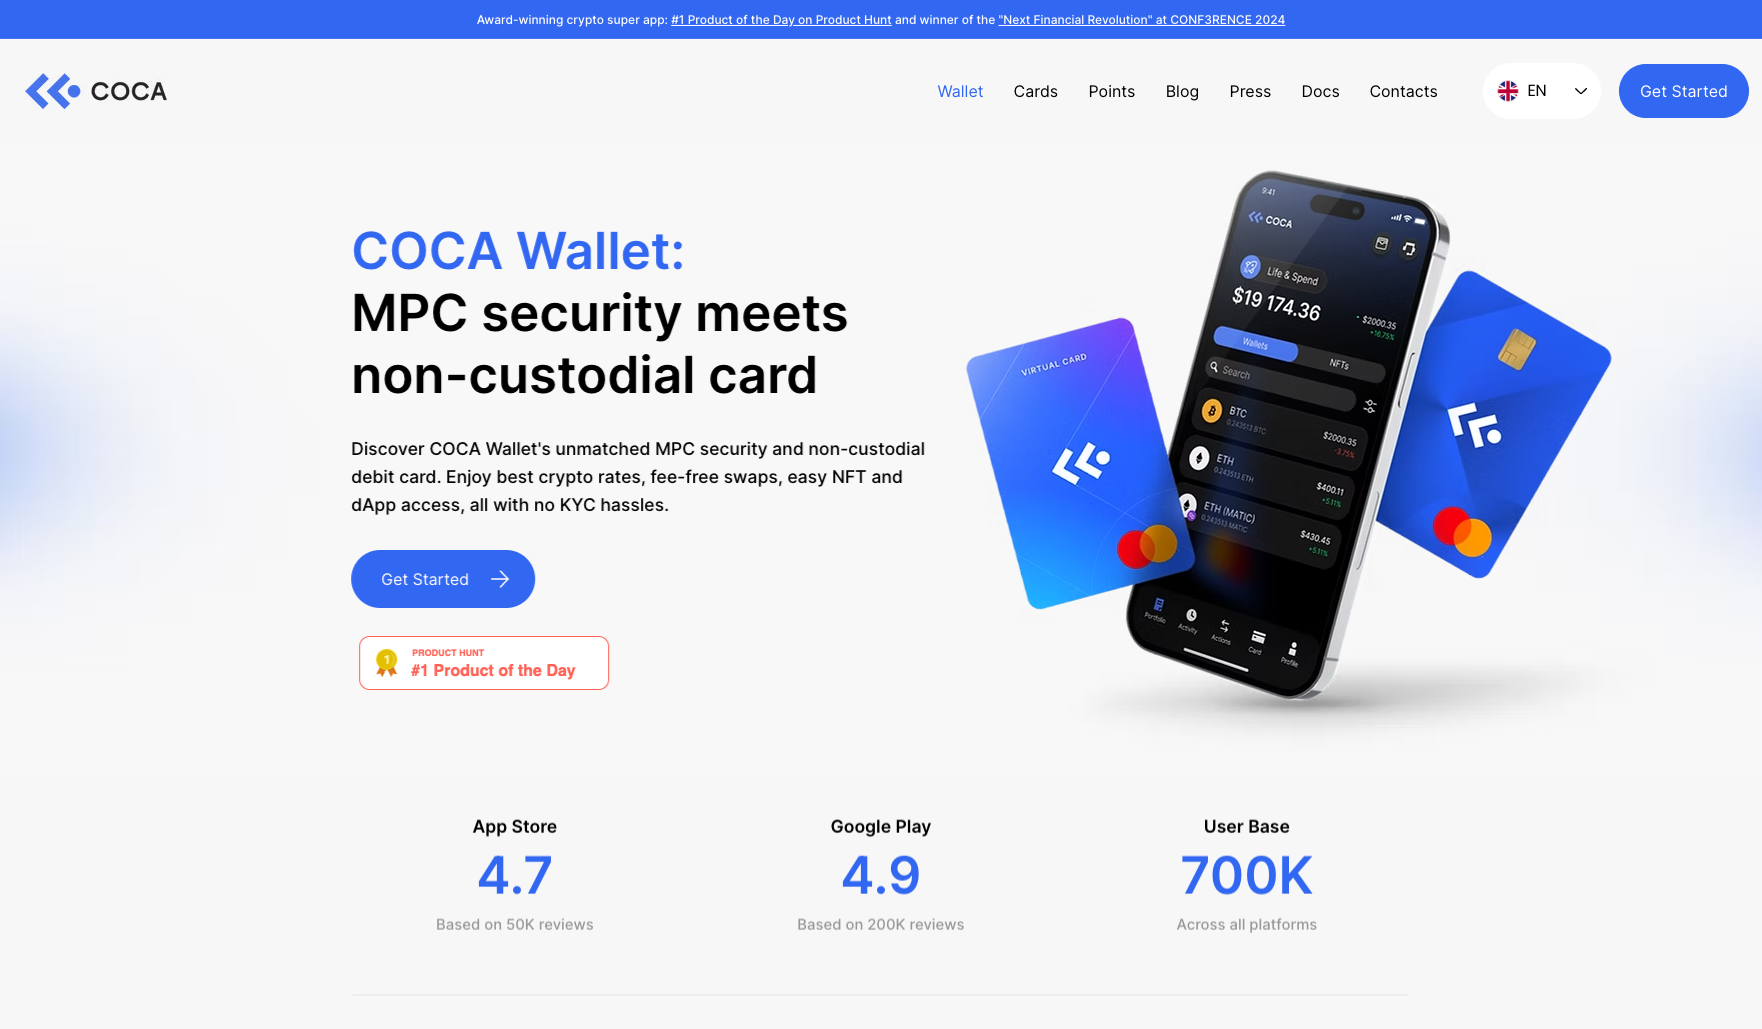 Award-winning crypto super app: #1 Product of the Day on Product Hunt and winner of the "Next Financial Revolution" at CONF3RENCE 2024
COCA
Wallet
Cards
Points
Blog
Press
Docs
Contacts
EN
Get Started
COCA Wallet:
MPC security meets
non-custodial card
Discover COCA Wallet's unmatched MPC security and non-custodial
debit card. Enjoy best crypto rates, fee-free swaps, easy NFT and
dApp access, all with no KYC hassles.
Get Started
1
PRODUCT HUNT
#1 Product of the Day
VIRTUAL CARD
9:41
COCA
Life & Spend
$19 174.36
$2000.35
+16.75%
Wallets
NFTs
Search
BTC
0.243513 BTC
$2000.35
-3.75%
ETH
0.243513 ETH
$400.11
+5.11%
ETH (MATIC)
0.243513 MATIC
$430.45
+5.11%
Portfolio
Activity
Actions
Card
Profile
App Store
4.7
Based on 50K reviews
Google Play
4.9
Based on 200K reviews
User Base
700K
Across all platforms